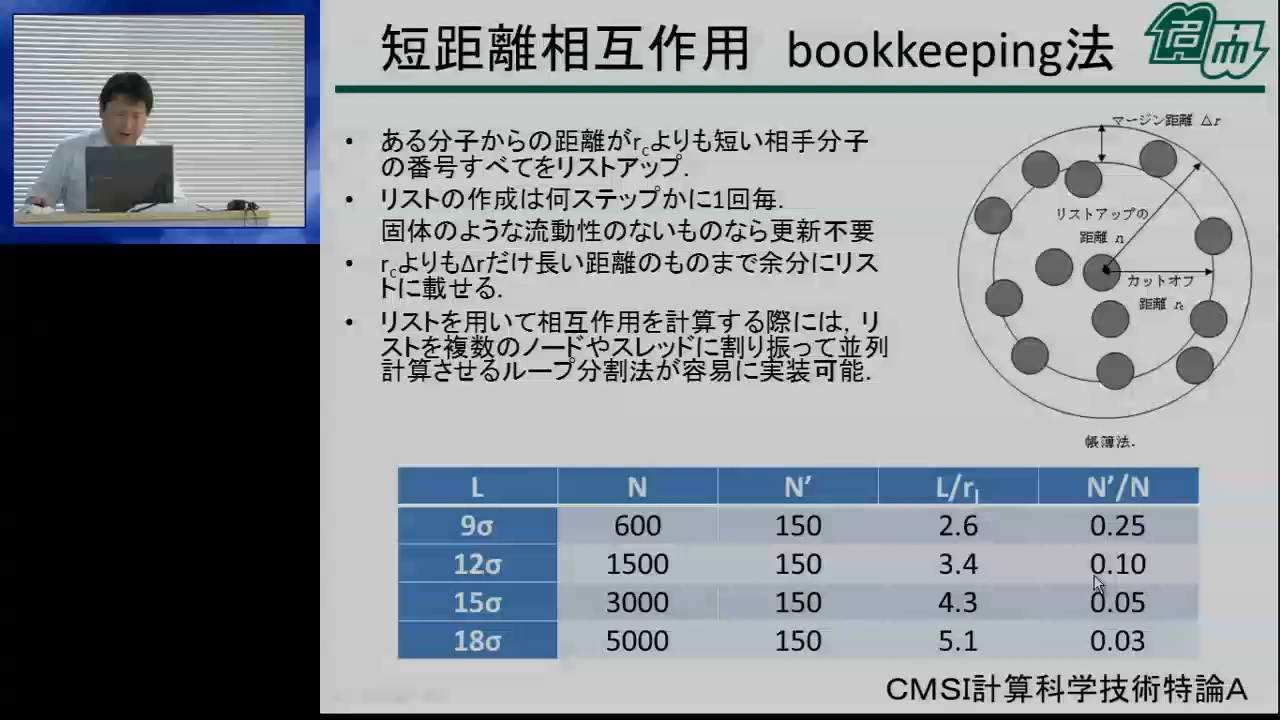 短距離相互作用 bookkeeping法
• ある分子からの距離がrcよりも短い相手分子
の番号すべてをリストアップ.
• リストの作成は何ステップかに1回毎.
固体のような流動性のないものなら更新不要
• rcよりもΔrだけ長い距離のものまで余分にリス
トに載せる.
• リストを用いて相互作用を計算する際には, リ
ストを複数のノードやスレッドに割り振って並列
計算させるループ分割法が容易に実装可能.
マージン距離 Δr
リストアップの
距離 rl
カットオフ
距離 rc
帳簿法.
L N N’ L/rl N’/N
9σ 600 150 2.6 0.25
12σ 1500 150 3.4 0.10
15σ 3000 150 4.3 0.05
18σ 5000 150 5.1 0.03
CMSI計算科学技術特論A